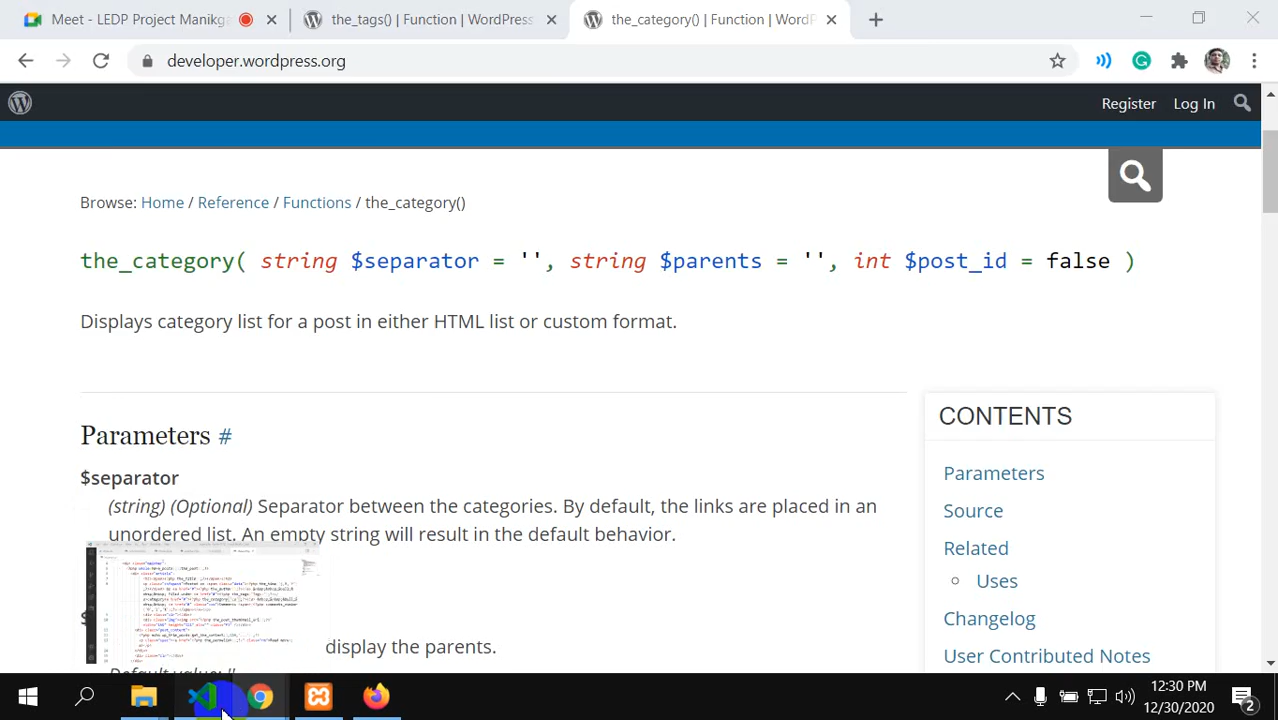 Meet - LEDP Project Manikga
the_tags() | Function | WordPress
the_category() | Function | WordP
developer.wordpress.org
Register
Log In
Browse: Home / Reference / Functions / the_category()
the_category( string $separator = '', string $parents = '', int $post_id = false )
Displays category list for a post in either HTML list or custom format.
CONTENTS
Parameters #
Parameters
$separator
(string) (Optional) Separator between the categories. By default, the links are placed in an
Source
unordered list. An empty string will result in the default behavior.
Related
Uses
Changelog
display the parents.
User Contributed Notes
Default value: ''
12:30 PM
12/30/2020
2